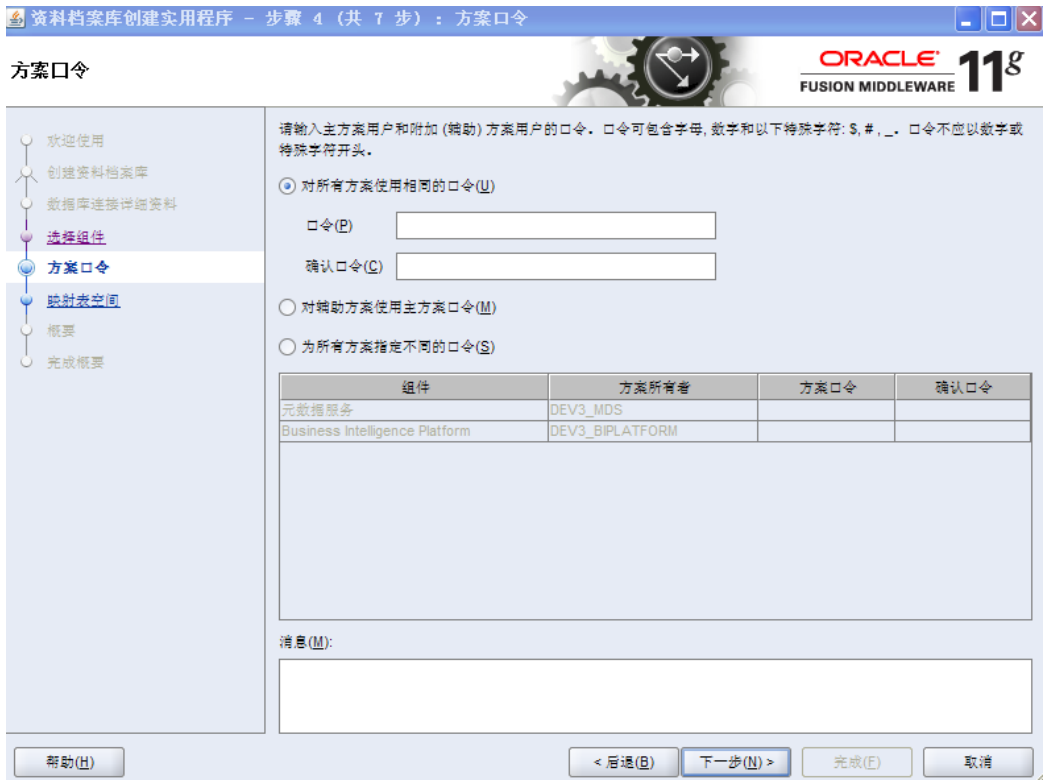 资料档案库创建实用程序 - 步骤 4 (共 7 步) : 方案口令
方案口令
ORACLE
FUSION MIDDLEWARE
11g
欢迎使用
创建资料档案库
数据库连接详细资料
选择组件
方案口令
映射表空间
概要
完成概要
请输入主方案用户和附加 (辅助) 方案用户的口令。口令可包含字母, 数字和以下特殊字符: $, # , _。口令不应以数字或
特殊字符开头。
对所有方案使用相同的口令(U)
口令(P)
确认口令(C)
对辅助方案使用主方案口令(M)
为所有方案指定不同的口令(S)
组件 方案所有者 方案口令 确认口令
元数据服务 DEV3_MDS
Business Intelligence Platform DEV3_BIPLATFORM
消息(M):
帮助(H) < 后退(B) 下一步(N) > 完成(F) 取消